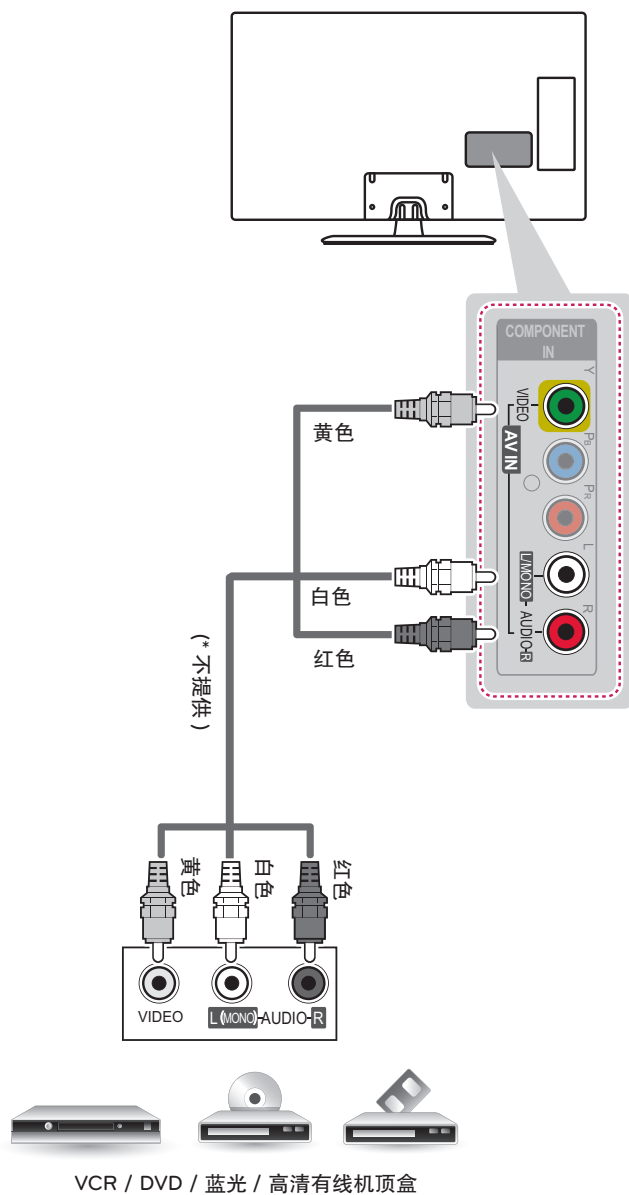 COMPONENT
IN
Y
VIDEO
AV IN
PB
PR
L
L/MONO
AUDIO-R
R
黄色
白色
红色
(* 不提供 )
黄色
白色
红色
VIDEO
L(MONO)-AUDIO-R
VCR / DVD / 蓝光 / 高清有线机顶盒